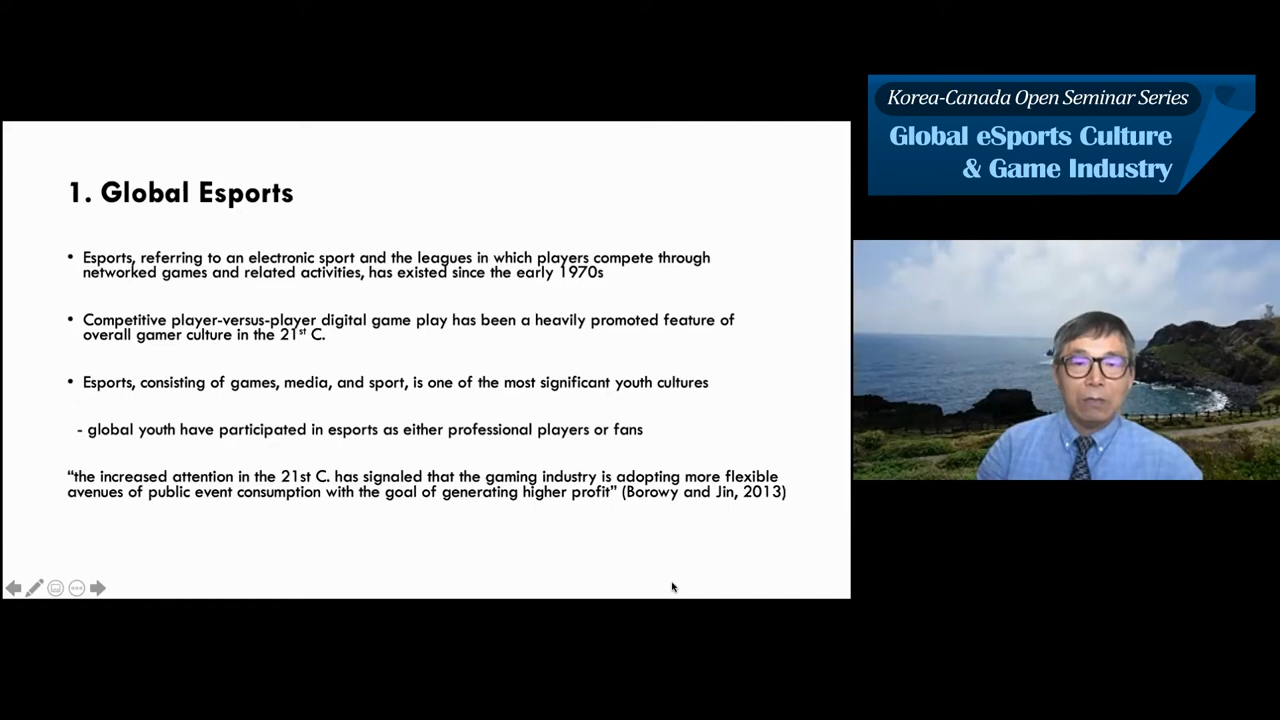 Korea-Canada Open Seminar Series
Global eSports Culture
& Game Industry
1. Global Esports
• Esports, referring to an electronic sport and the leagues in which players compete through
networked games and related activities, has existed since the early 1970s
• Competitive player-versus-player digital game play has been a heavily promoted feature of
overall gamer culture in the 21st C.
• Esports, consisting of games, media, and sport, is one of the most significant youth cultures
- global youth have participated in esports as either professional players or fans
“the increased attention in the 21st C. has signaled that the gaming industry is adopting more flexible
avenues of public event consumption with the goal of generating higher profit” (Borowy and Jin, 2013)